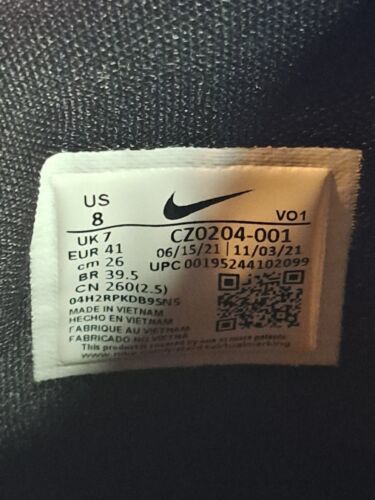 US
8
VO1
UK 7
EUR 41
cm 26
BR 39.5
CN 260(2.5)
CZ0204-001
06/15/21 | 11/03/21
UPC 00195244102099
04H2RPKDB9SNS
MADE IN VIETNAM
HECHO EN VIETNAM
FABRIQUE AU VIETNAM
FABRICADO NO VIETNAM
This product is covered by one or more patents